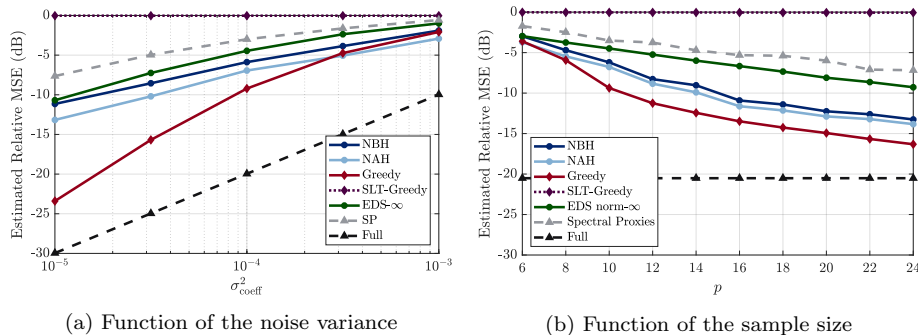 Estimated Relative MSE (dB)
0
-5
-10
-15
-20
-25
-30
NBH
NAH
Greedy
SLT-Greedy
EDS-∞
SP
Full
10⁻⁵
10⁻⁴
10⁻³
σ²coeff
(a) Function of the noise variance
Estimated Relative MSE (dB)
0
-5
-10
-15
-20
-25
-30
NBH
NAH
Greedy
SLT-Greedy
EDS norm-∞
Spectral Proxies
Full
6 8 10 12 14 16 18 20 22 24
p
(b) Function of the sample size